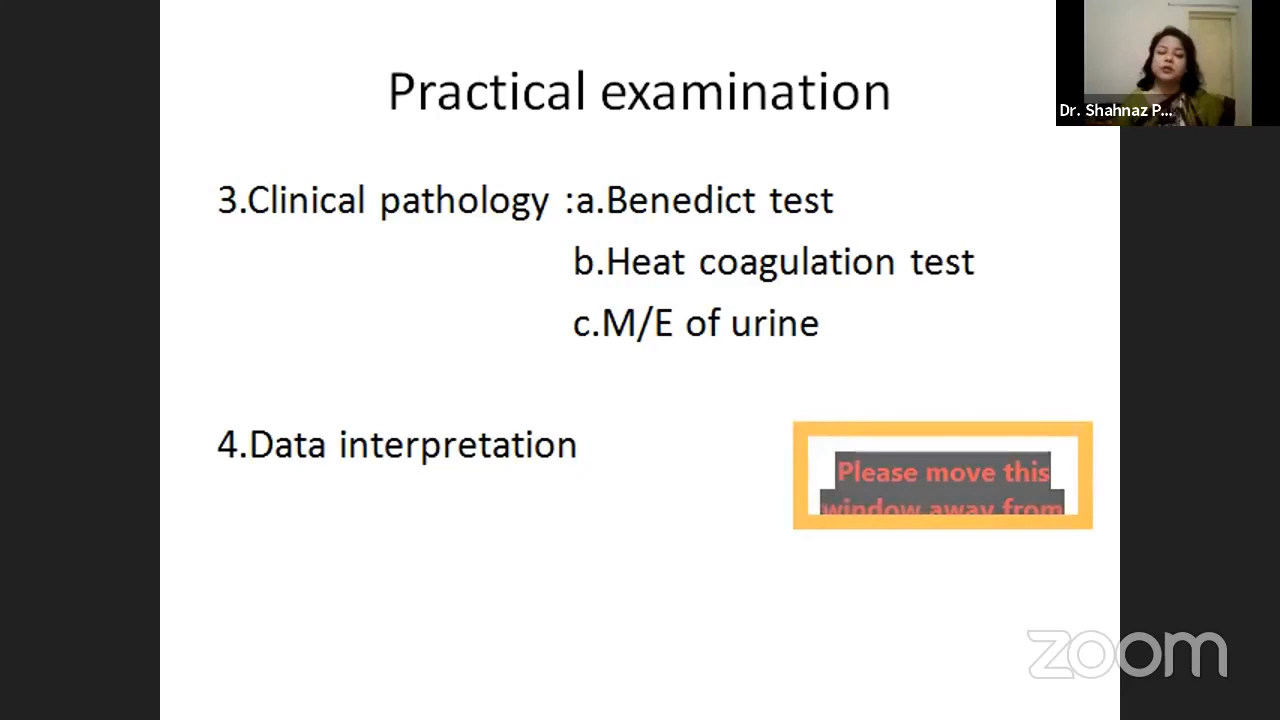 Practical examination
Dr. Shahnaz P...
3.Clinical pathology :a.Benedict test
b.Heat coagulation test
c.M/E of urine
4.Data interpretation
Please move this
window away from
zoom